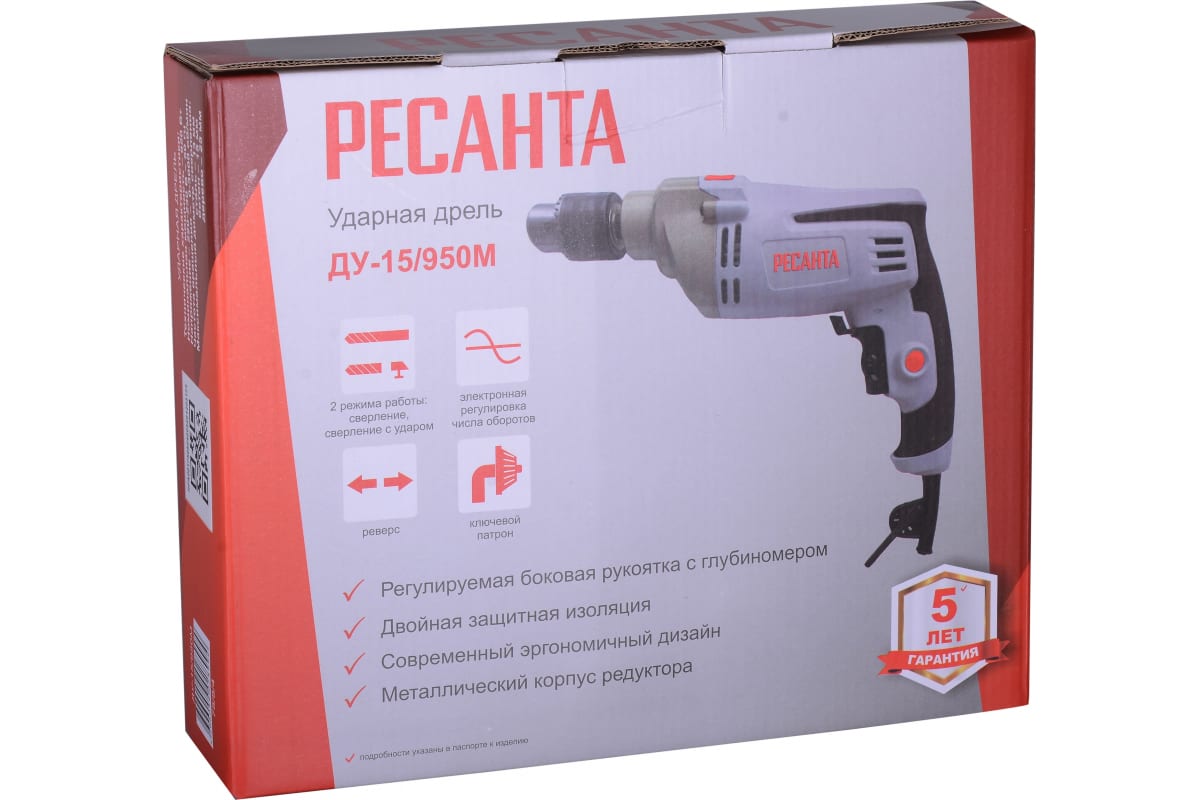 РЕСАНТА
РЕСАНТА
Ударная дрель
ДУ-15/950М
РЕСАНТА
2 режима работы:
сверление,
сверление с ударом
электронная
регулировка
числа оборотов
реверс
ключевой
патрон
Регулируемая боковая рукоятка с глубиномером
Двойная защитная изоляция
Современный эргономичный дизайн
Металлический корпус редуктора
5
ЛЕТ
ГАРАНТИЯ
подробности указаны в паспорте к изделию